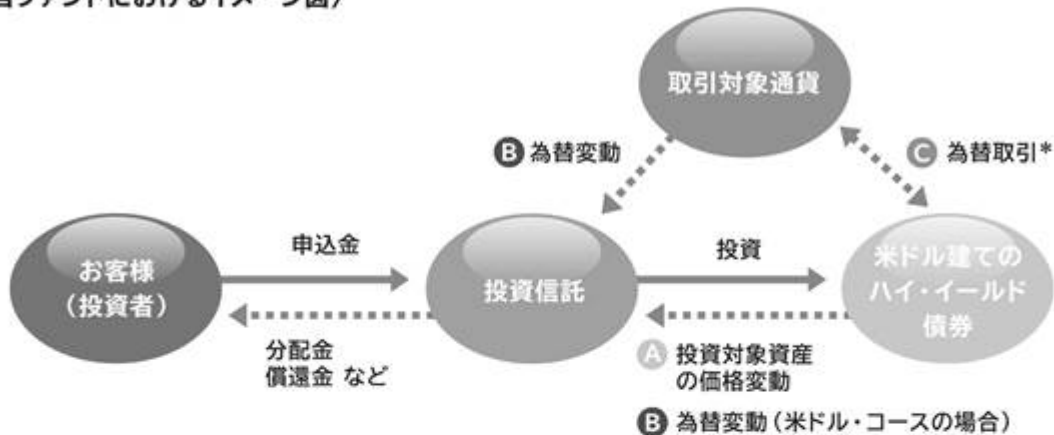 取引対象通貨
B 為替変動
C 為替取引*
お客様
(投資者)
申込金
投資信託
投資
米ドル建ての
ハイ・イールド
債券
分配金
償還金 など
A 投資対象資産
の価格変動
B 為替変動(米ドル・コースの場合)